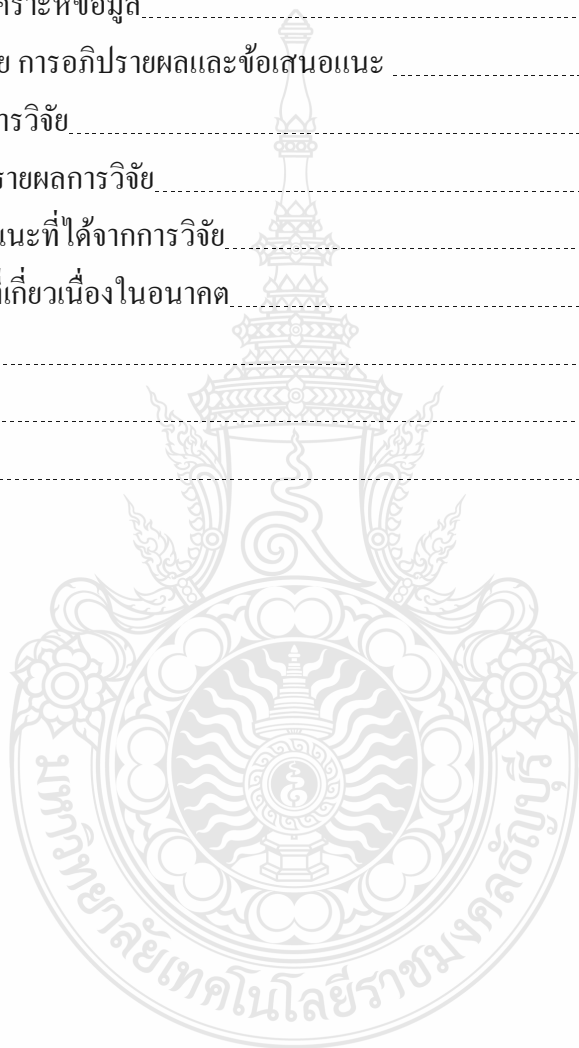 คราะห์ข้อมูล
ย การอภิปรายผลและข้อเสนอแนะ
ารวิจัย
รายผลการวิจัย
แนะที่ได้จากการวิจัย
ที่เกี่ยวเนื่องในอนาคต
มหาวิทยาลัยเทคโนโลยีราชมงคลธัญบุรี